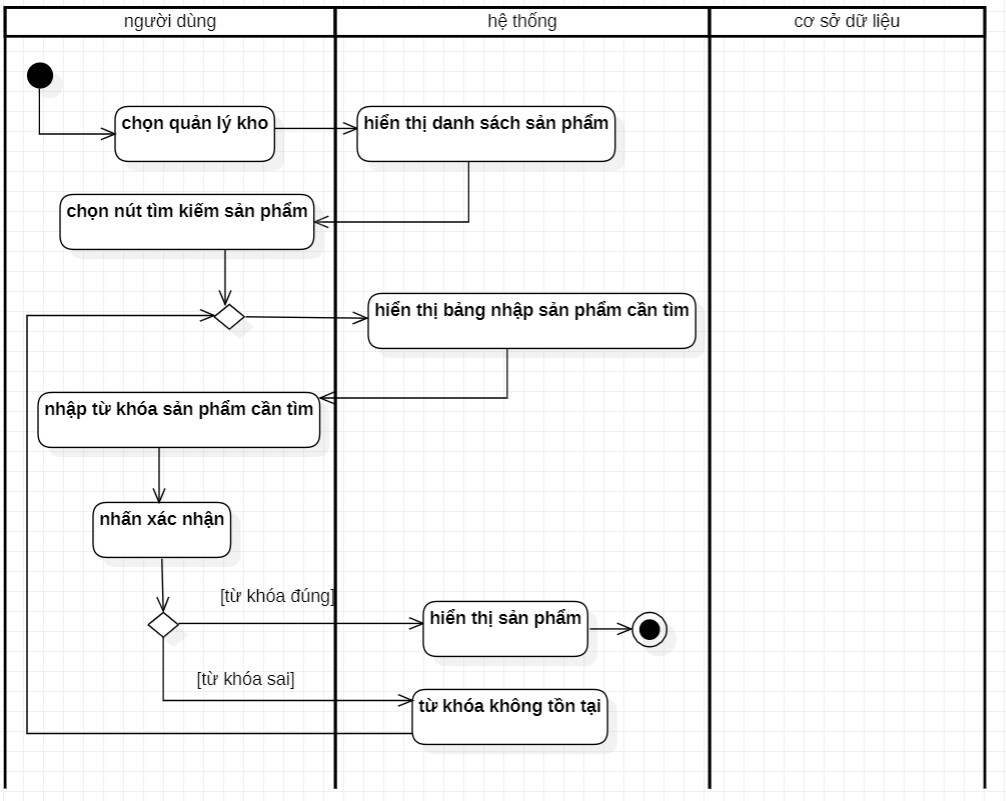 người dùng
hệ thống
cơ sở dữ liệu
chọn quản lý kho
hiển thị danh sách sản phẩm
chọn nút tìm kiếm sản phẩm
hiển thị bảng nhập sản phẩm cần tìm
nhập từ khóa sản phẩm cần tìm
nhấn xác nhận
[từ khóa đúng]
hiển thị sản phẩm
[từ khóa sai]
từ khóa không tồn tại